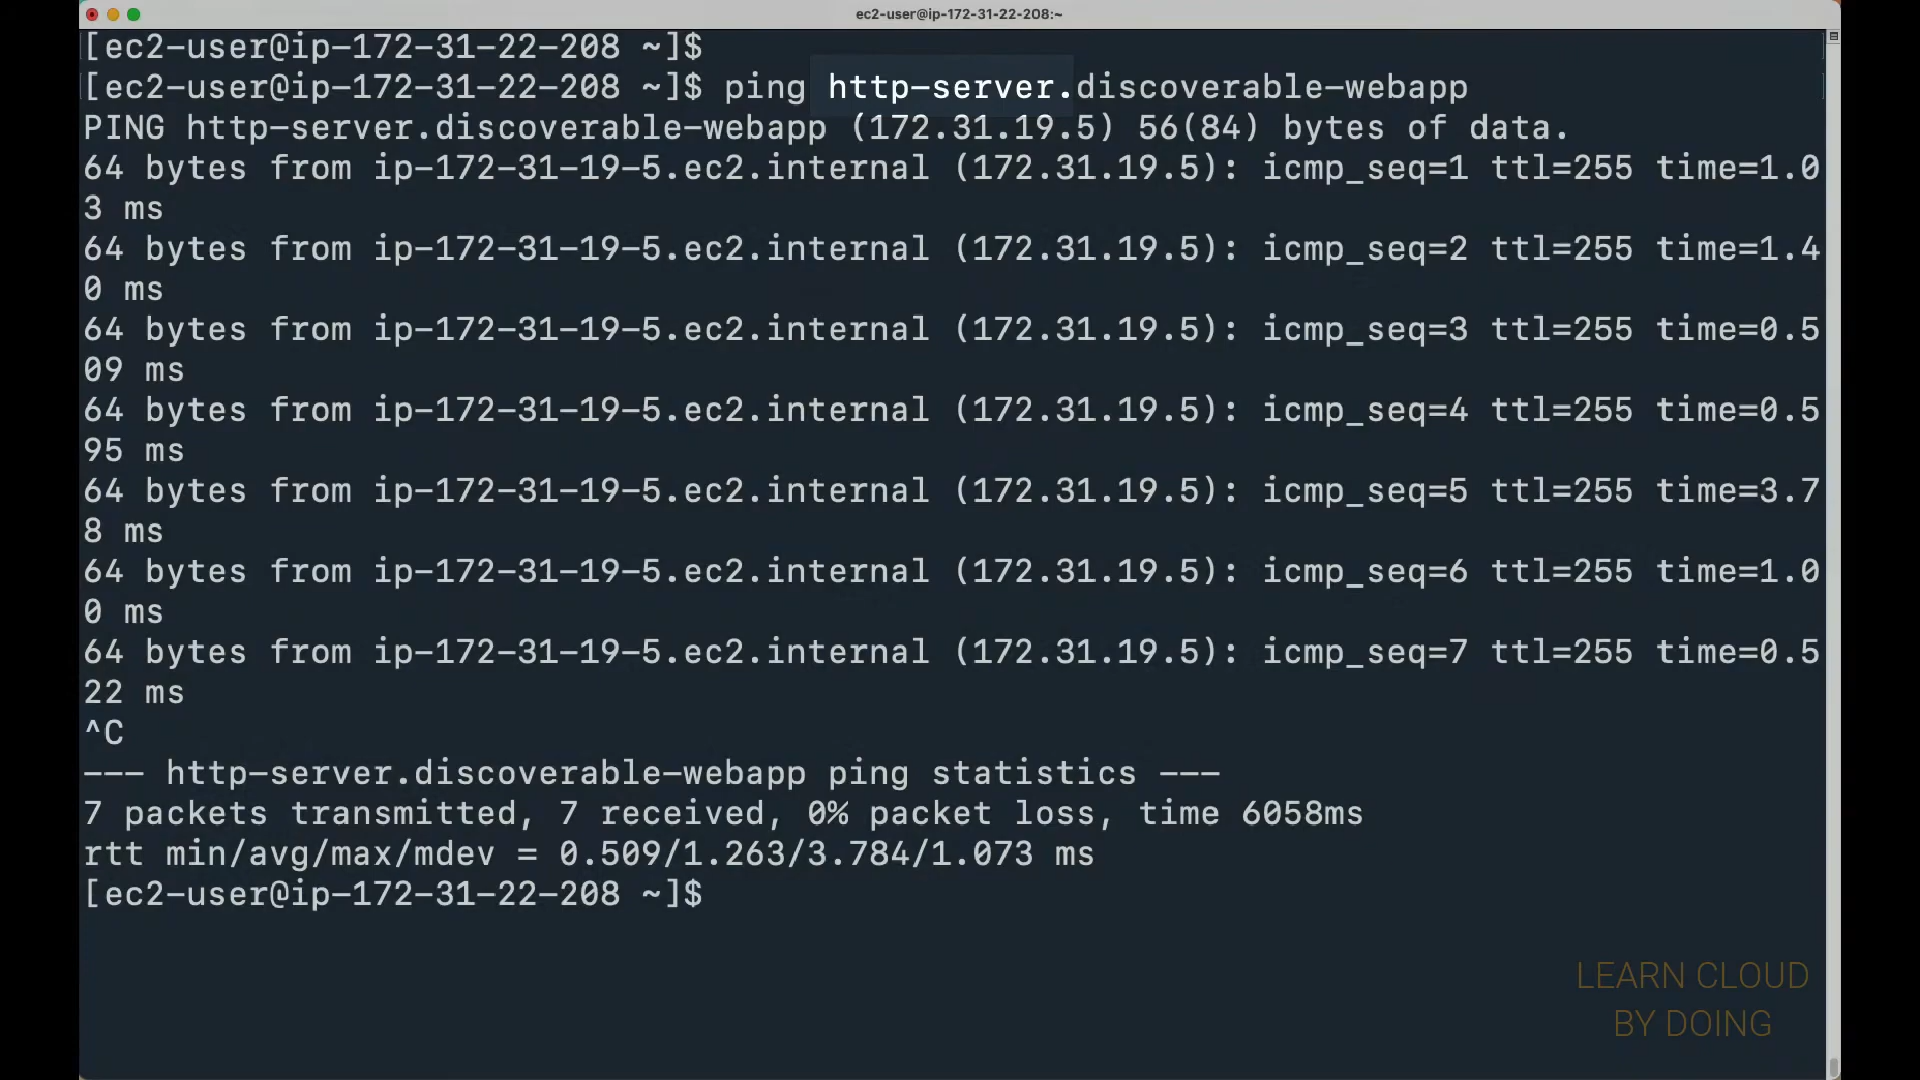 ec2-user@ip-172-31-22-208:~
[ec2-user@ip-172-31-22-208 ~]$
[ec2-user@ip-172-31-22-208 ~]$ ping http-server.discoverable-webapp
PING http-server.discoverable-webapp (172.31.19.5) 56(84) bytes of data.
64 bytes from ip-172-31-19-5.ec2.internal (172.31.19.5): icmp_seq=1 ttl=255 time=1.0
3 ms
64 bytes from ip-172-31-19-5.ec2.internal (172.31.19.5): icmp_seq=2 ttl=255 time=1.4
0 ms
64 bytes from ip-172-31-19-5.ec2.internal (172.31.19.5): icmp_seq=3 ttl=255 time=0.5
09 ms
64 bytes from ip-172-31-19-5.ec2.internal (172.31.19.5): icmp_seq=4 ttl=255 time=0.5
95 ms
64 bytes from ip-172-31-19-5.ec2.internal (172.31.19.5): icmp_seq=5 ttl=255 time=3.7
8 ms
64 bytes from ip-172-31-19-5.ec2.internal (172.31.19.5): icmp_seq=6 ttl=255 time=1.0
0 ms
64 bytes from ip-172-31-19-5.ec2.internal (172.31.19.5): icmp_seq=7 ttl=255 time=0.5
22 ms
^C
--- http-server.discoverable-webapp ping statistics ---
7 packets transmitted, 7 received, 0% packet loss, time 6058ms
rtt min/avg/max/mdev = 0.509/1.263/3.784/1.073 ms
[ec2-user@ip-172-31-22-208 ~]$
LEARN CLOUD
BY DOING